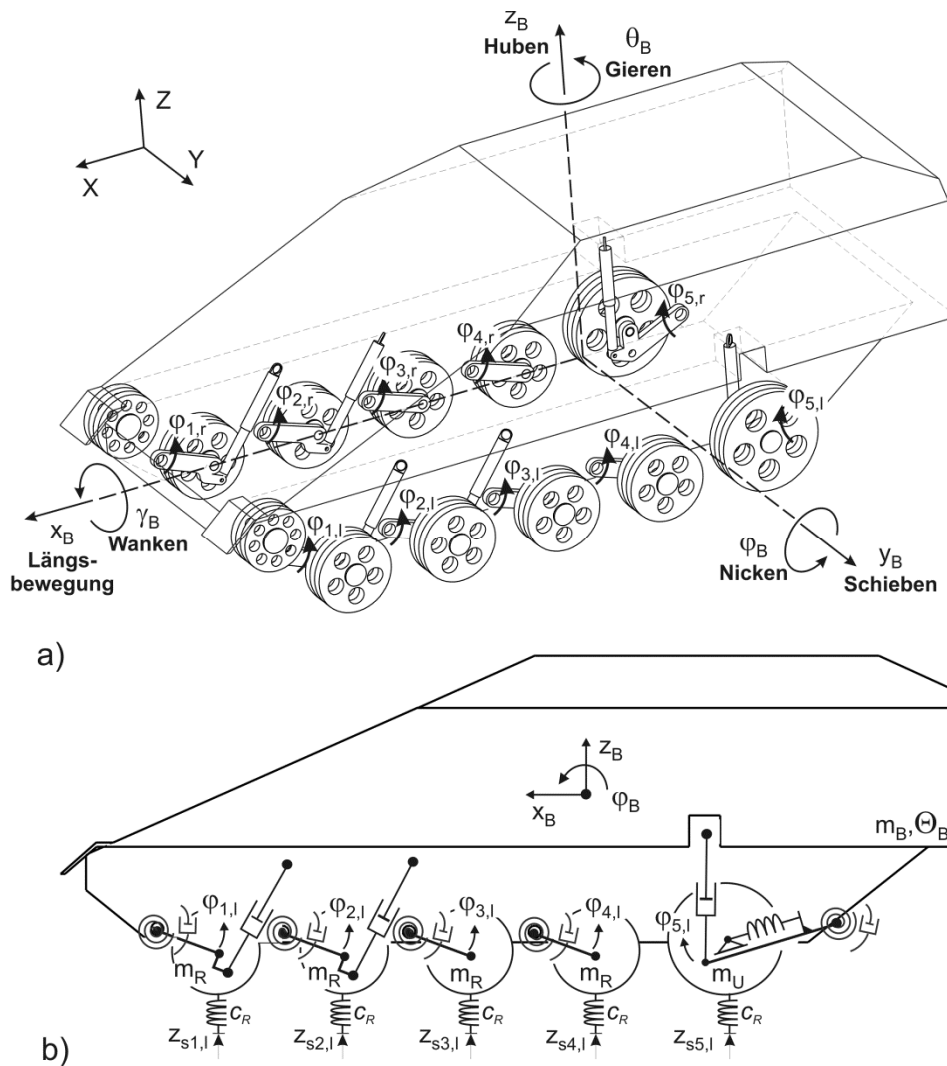 z_B
Huben
θ_B
Gieren
Z
Y
X
φ_5,r
φ_4,r
φ_3,r
φ_2,r
φ_1,r
φ_5,l
φ_4,l
φ_3,l
φ_2,l
φ_1,l
γ_B
Wanken
x_B
Längs-
bewegung
φ_B
Nicken
y_B
Schieben
a)
z_B
x_B
φ_B
m_B, Θ_B
φ_1,l
φ_2,l
φ_3,l
φ_4,l
φ_5,l
m_R
m_R
m_R
m_R
m_U
c_R
c_R
c_R
c_R
c_R
b)
z_s1,l
z_s2,l
z_s3,l
z_s4,l
z_s5,l